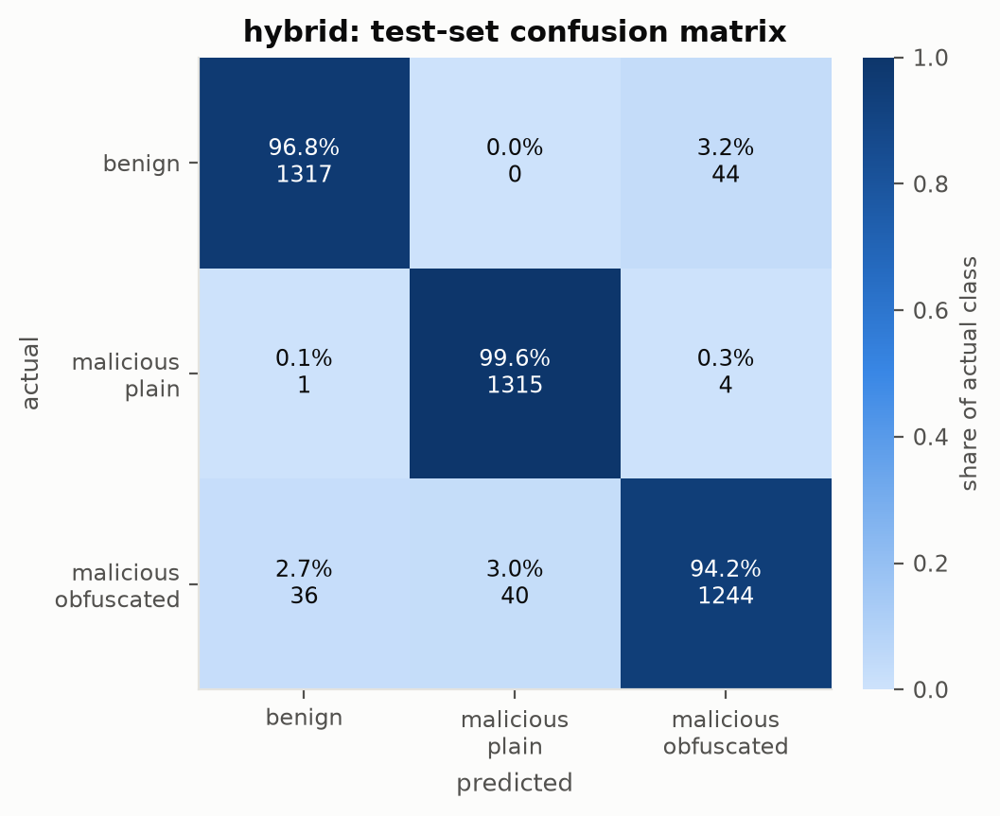 hybrid: test-set confusion matrix
benign
96.8%
1317
0.0%
0
3.2%
44
malicious
plain
0.1%
1
99.6%
1315
0.3%
4
malicious
obfuscated
2.7%
36
3.0%
40
94.2%
1244
benign
malicious
plain
malicious
obfuscated
predicted
actual
1.0
0.8
0.6
0.4
0.2
0.0
share of actual class